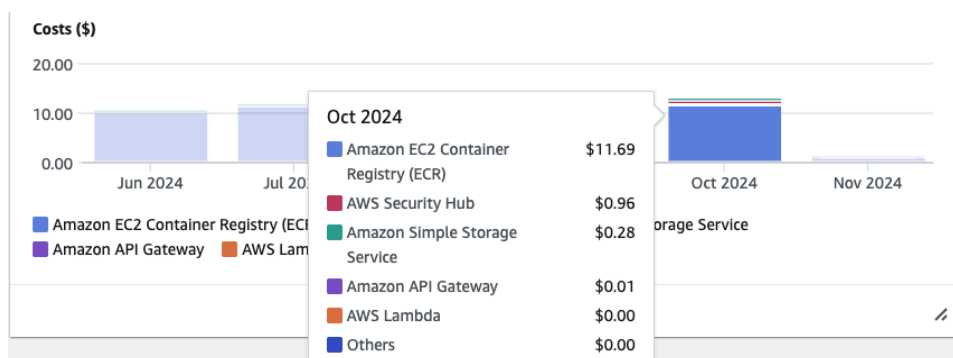 Costs ($)
20.00
10.00
0.00
Jun 2024
Jul 20
Oct 2024
Nov 2024
Oct 2024
Amazon EC2 Container
Registry (ECR)
$11.69
AWS Security Hub
$0.96
Amazon Simple Storage
Service
$0.28
Amazon API Gateway
$0.01
AWS Lambda
$0.00
Others
$0.00
Amazon EC2 Container Registry (EC
orage Service
Amazon API Gateway
AWS Lam